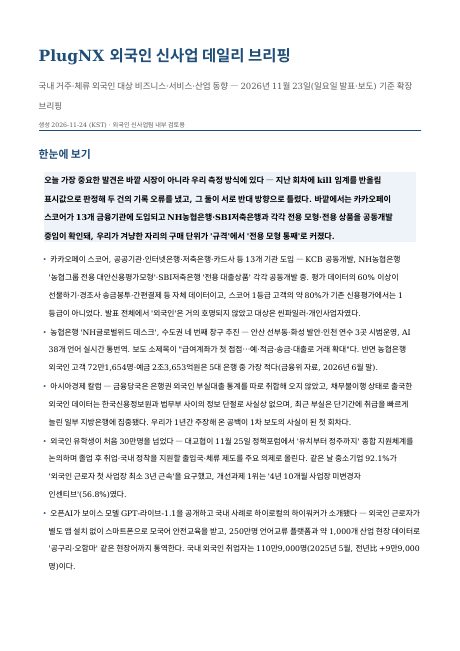 PlugNX 외국인 신사업 데일리 브리핑
국내 거주·체류 외국인 대상 비즈니스·서비스·산업 동향 — 2026년 11월 23일(일요일 발표·보도) 기준 확장
브리핑
생성 2026-11-24 (KST) · 외국인 신사업팀 내부 검토용
한눈에 보기
오늘 가장 중요한 발견은 바깥 시장이 아니라 우리 측정 방식에 있다 — 지난 회차에 kill 임계를 반올림
표시값으로 판정해 두 건의 기록 오류를 냈고, 그 둘이 서로 반대 방향으로 틀렸다. 바깥에서는 카카오페이
스코어가 13개 금융기관에 도입되고 NH농협은행·SBI저축은행과 각각 전용 모형·전용 상품을 공동개발
중임이 확인돼, 우리가 겨냥한 자리의 구매 단위가 '규격'에서 '전용 모형 통째'로 커졌다.
• 카카오페이 스코어, 공공기관·인터넷은행·저축은행·카드사 등 13개 기관 도입 — KCB 공동개발, NH농협은행
'농협그룹 전용 대안신용평가모형'·SBI저축은행 '전용 대출상품' 각각 공동개발 중. 평가 데이터의 60% 이상이
선물하기·경조사 송금봉투·간편결제 등 자체 데이터이고, 스코어 1등급 고객의 약 80%가 기존 신용평가에서는 1
등급이 아니었다. 발표 전체에서 '외국인'은 거의 호명되지 않았고 대상은 씬파일러·개인사업자였다.
• 농협은행 'NH글로벌위드 데스크', 수도권 네 번째 창구 추진 — 안산 선부동·화성 발안·인천 연수 3곳 시범운영, AI
38개 언어 실시간 통번역. 보도 소제목이 "급여계좌가 첫 접점…예·적금·송금·대출로 거래 확대"다. 반면 농협은행
외국인 고객 72만1,654명·예금 2조3,653억원은 5대 은행 중 가장 적다(금융위 자료, 2026년 6월 말).
• 아시아경제 칼럼 — 금융당국은 은행권 외국인 부실대출 통계를 따로 취합해 오지 않았고, 채무불이행 상태로 출국한
외국인 데이터는 한국신용정보원과 법무부 사이의 정보 단절로 사실상 없으며, 최근 부실은 단기간에 취급을 빠르게
늘린 일부 지방은행에 집중됐다. 우리가 1년간 주장해 온 공백이 1차 보도의 사실이 된 첫 회차다.
• 외국인 유학생이 처음 30만명을 넘었다 — 대교협이 11월 25일 정책포럼에서 '유치부터 정주까지' 종합 지원체계를
논의하며 졸업 후 취업·국내 정착을 지원할 출입국·체류 제도를 주요 의제로 올린다. 같은 날 중소기업 92.1%가
'외국인 근로자 첫 사업장 최소 3년 근속'을 요구했고, 개선과제 1위는 '4년 10개월 사업장 미변경자
인센티브'(56.8%)였다.
• 오픈AI가 보이스 모델 GPT-라이브-1.1을 공개하고 국내 사례로 하이로컬의 하이워커가 소개됐다 — 외국인 근로자가
별도 앱 설치 없이 스마트폰으로 모국어 안전교육을 받고, 250만명 언어교류 플랫폼과 약 1,000개 산업 현장 데이터로
'공구리·오함마' 같은 현장어까지 통역한다. 국내 외국인 취업자는 110만9,000명(2025년 5월, 전년比 +9만9,000
명)이다.